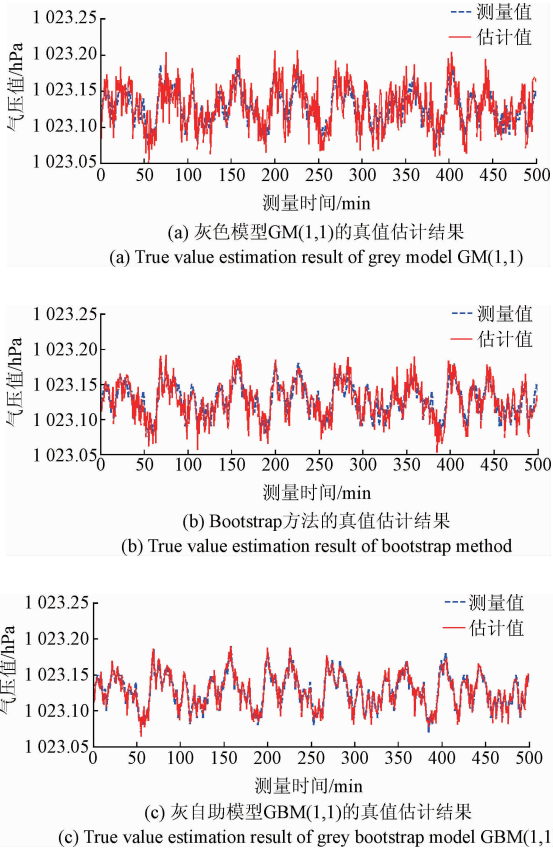 1 023.25
测量值
1 023.20
估计值
1 023.15
1 023.10
1 023.05
气压值/hPa
0 50 100 150 200 250 300 350 400 450 500
测量时间/min
(a) 灰色模型GM(1,1)的真值估计结果
(a) True value estimation result of grey model GM(1,1)
1 023.25
测量值
1 023.20
估计值
1 023.15
1 023.10
1 023.05
气压值/hPa
0 50 100 150 200 250 300 350 400 450 500
测量时间/min
(b) Bootstrap方法的真值估计结果
(b) True value estimation result of bootstrap method
1 023.25
测量值
1 023.20
估计值
1 023.15
1 023.10
1 023.05
气压值/hPa
0 50 100 150 200 250 300 350 400 450 500
测量时间/min
(c) 灰自助模型GBM(1,1)的真值估计结果
(c) True value estimation result of grey bootstrap model GBM(1,1